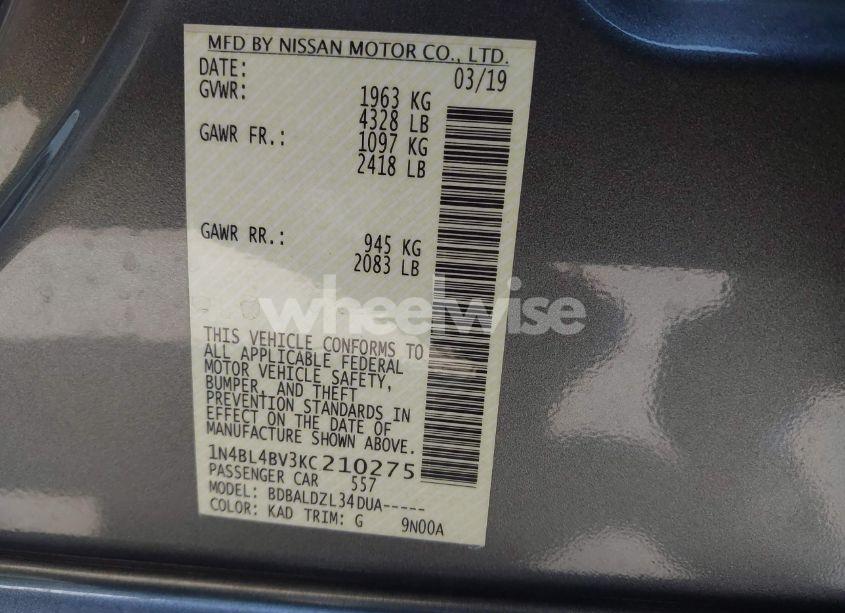 MFD BY NISSAN MOTOR CO., LTD.
DATE: 03/19
GVWR: 1963 KG
4328 LB
GAWR FR.: 1097 KG
2418 LB
GAWR RR.: 945 KG
2083 LB
wheelwise
THIS VEHICLE CONFORMS TO
ALL APPLICABLE FEDERAL
MOTOR VEHICLE SAFETY,
BUMPER, AND THEFT
PREVENTION STANDARDS IN
EFFECT ON THE DATE OF
MANUFACTURE SHOWN ABOVE.
1N4BL4BV3KC210275
PASSENGER CAR 557
MODEL: BDBALDZL34DUA-----
COLOR: KAD TRIM: G 9N00A